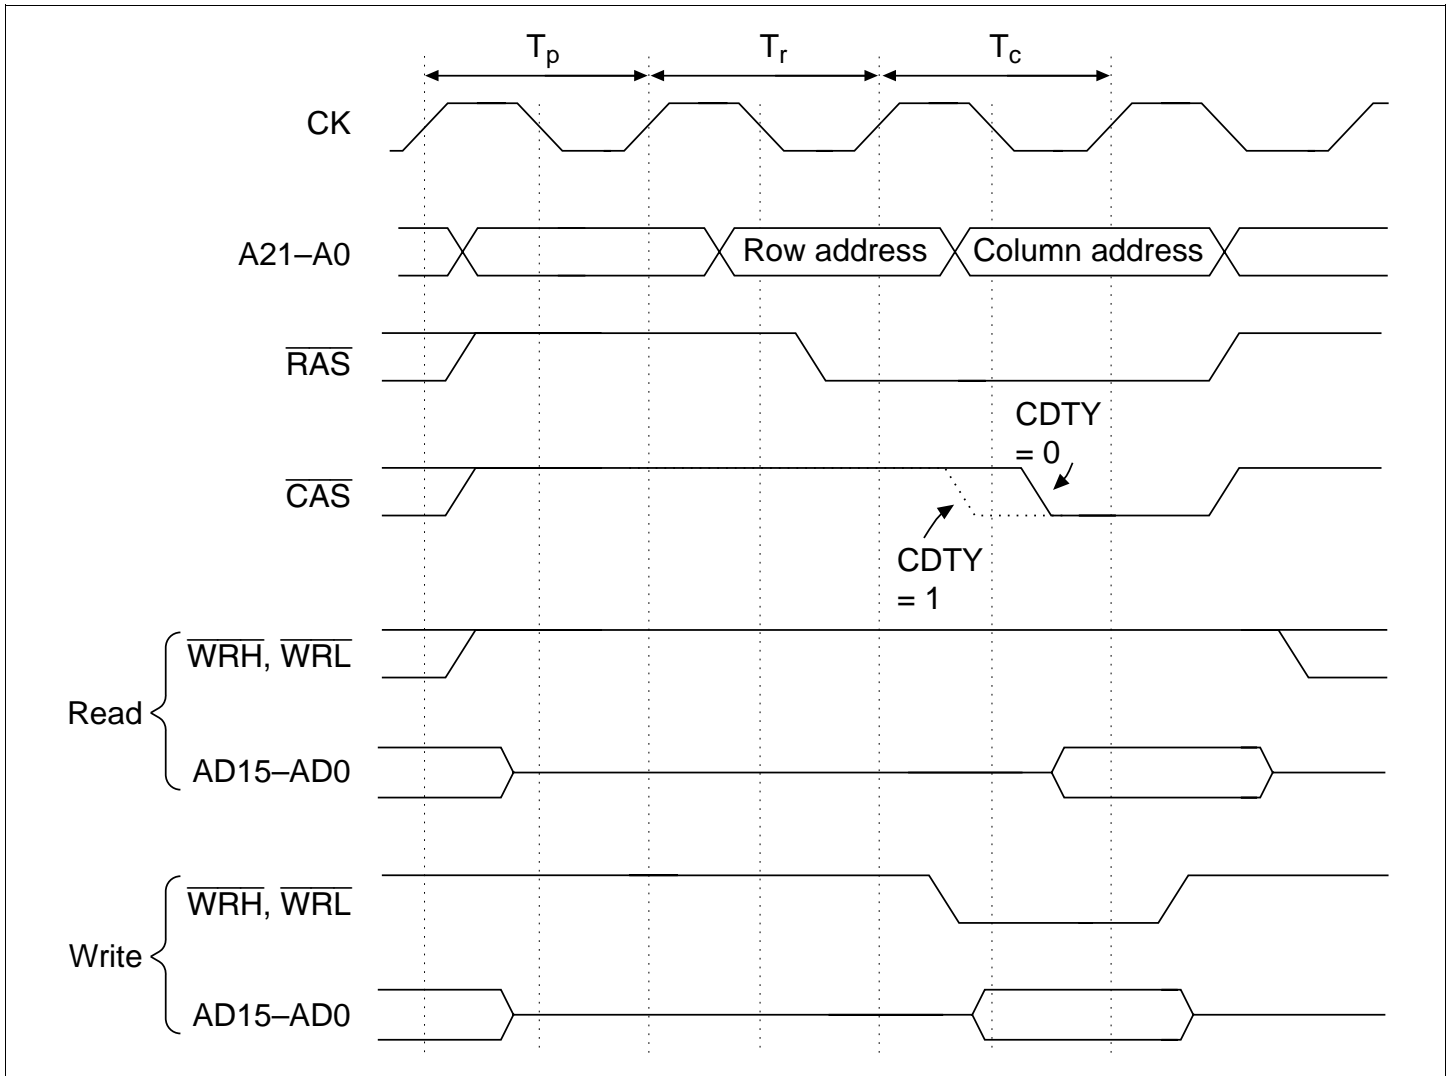 Tp Tr Tc
CK
A21–A0 Row address Column address
RAS
CDTY
= 0
CAS
CDTY
= 1
WRH, WRL
Read
AD15–AD0
WRH, WRL
Write
AD15–AD0